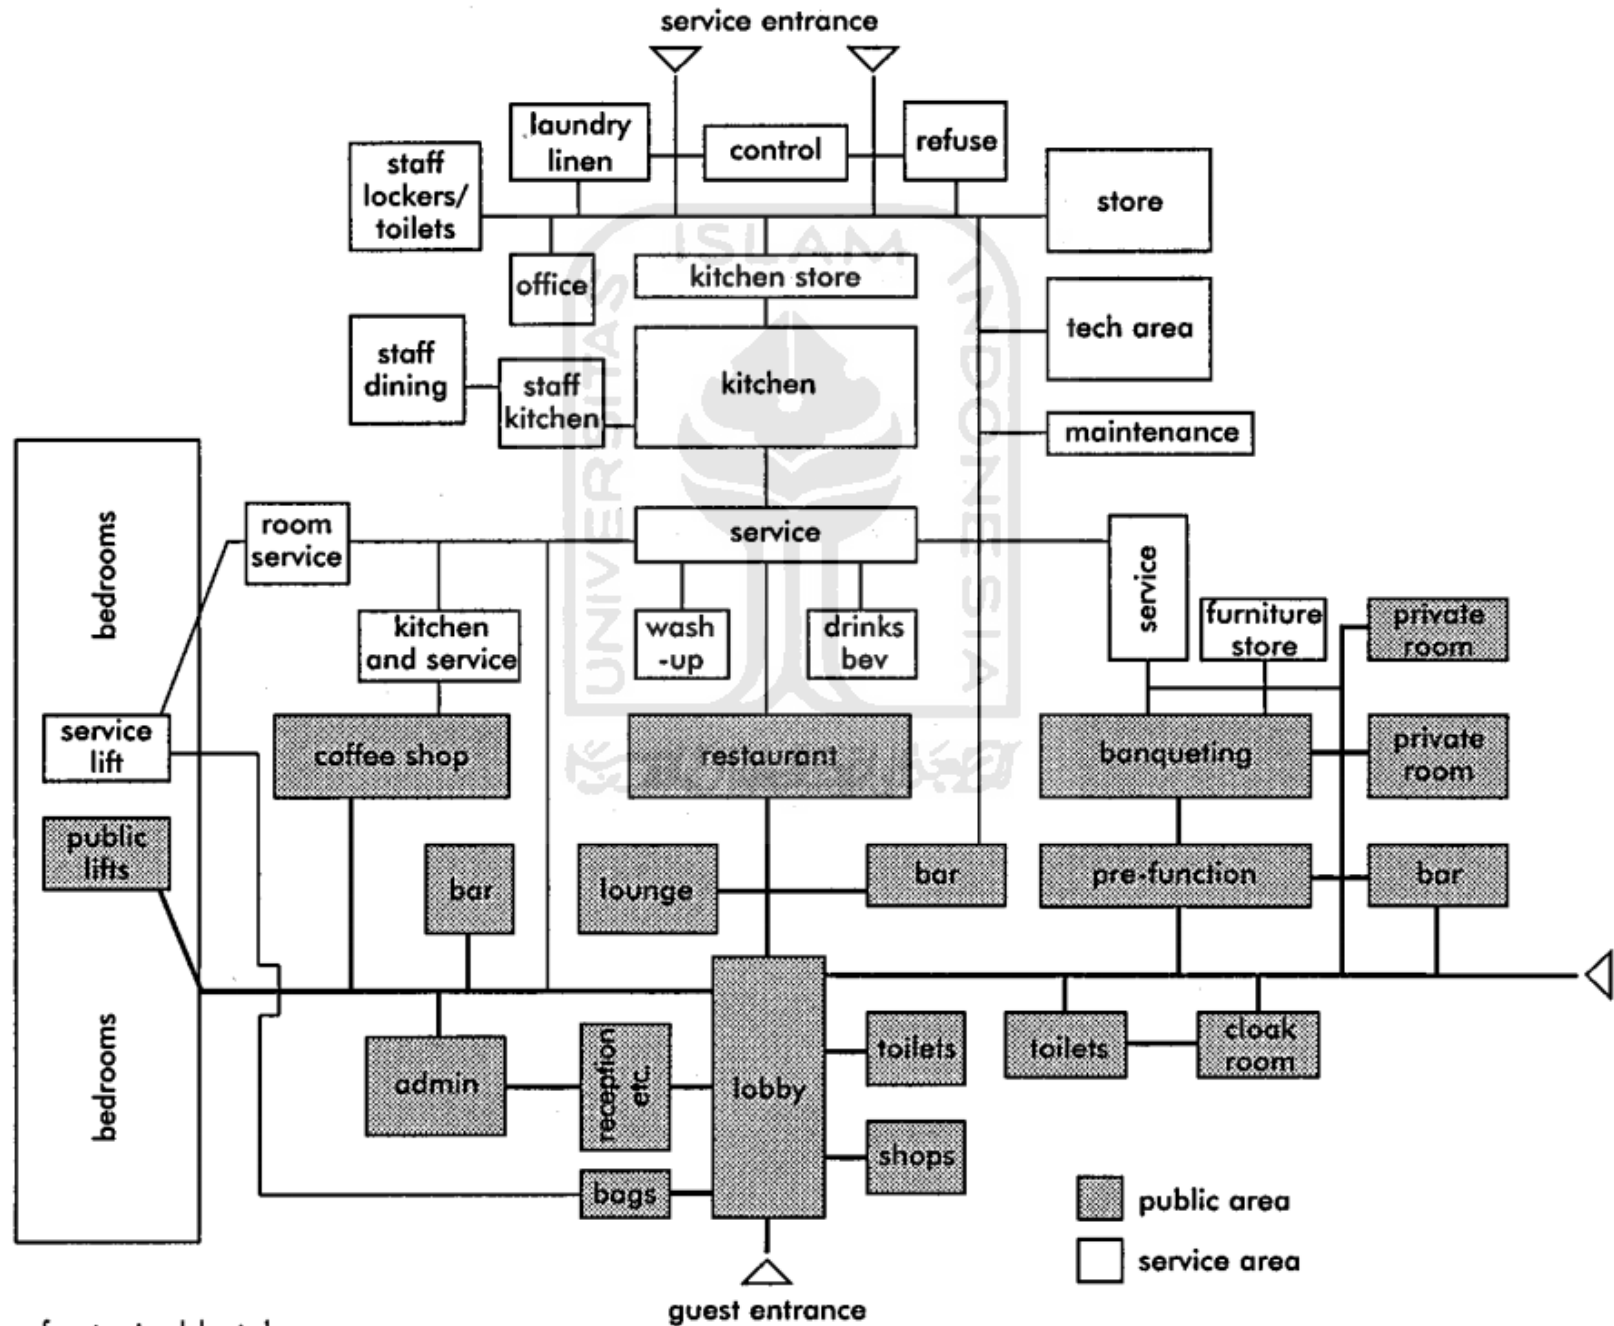 service entrance
laundry
linen
control
refuse
staff
lockers/
toilets
store
office
kitchen store
tech area
staff
dining
staff
kitchen
kitchen
maintenance
bedrooms
room
service
service
service
kitchen
and service
wash
-up
drinks
bev
furniture
store
private
room
service
lift
coffee shop
restaurant
banqueting
private
room
public
lifts
bar
lounge
bar
pre-function
bar
bedrooms
admin
reception
etc.
lobby
toilets
toilets
cloak
room
shops
bags
public area
service area
guest entrance
UNIVERSITAS
ISLAM
INDONESIA